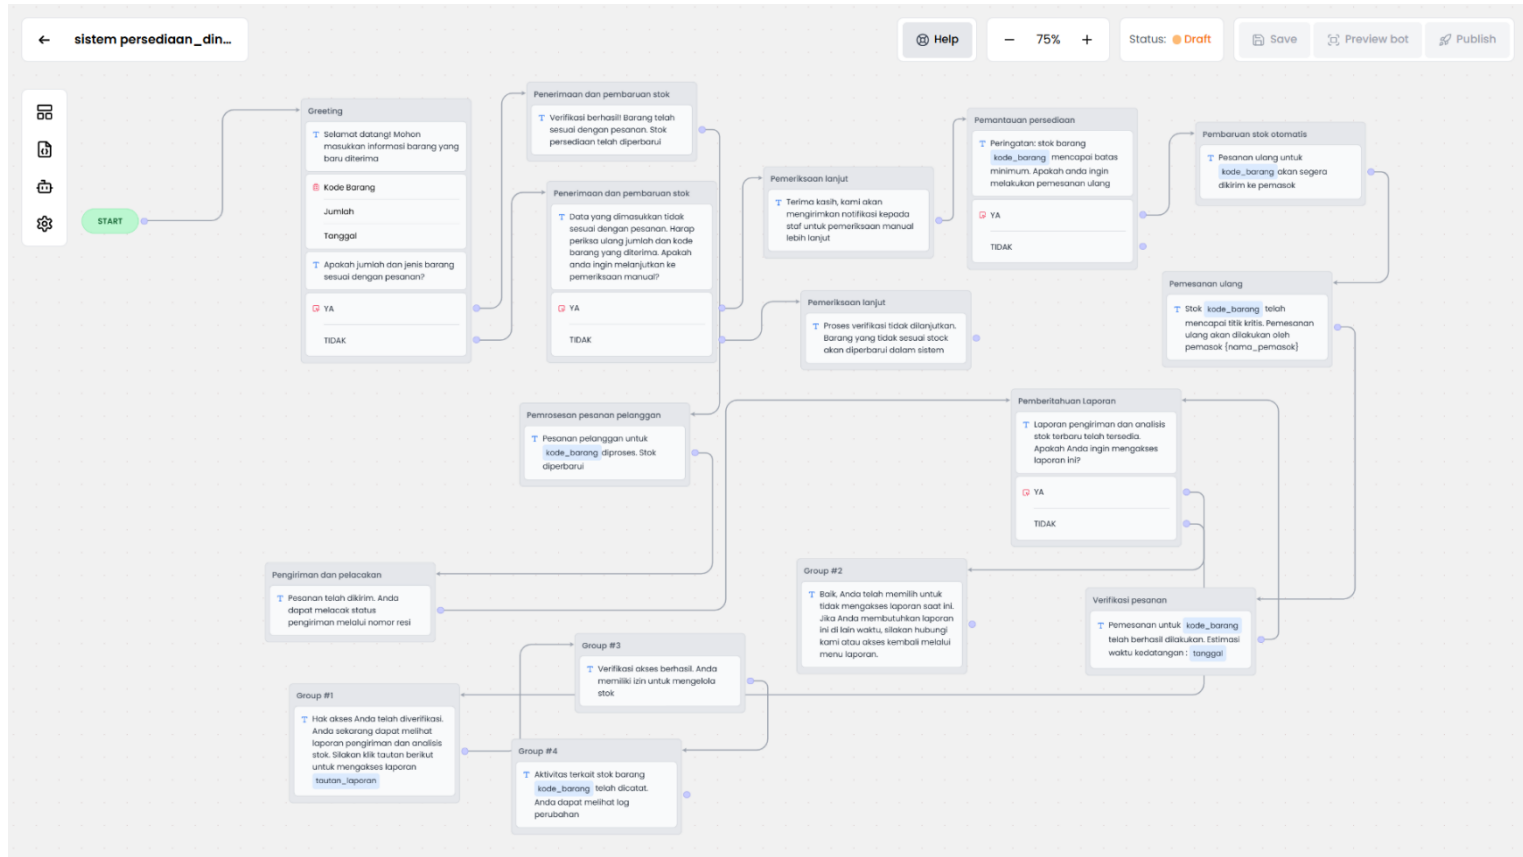 sistem persediaan_din...
Help
75%
Status: Draft
Save
Preview bot
Publish
START
Greeting
Selamat datang! Mohon
masukkan informasi barang yang
baru diterima
Kode Barang
Jumlah
Tanggal
Apakah jumlah dan jenis barang
sesuai dengan pesanan?
YA
TIDAK
Penerimaan dan pembaruan stok
Verifikasi berhasil! Barang telah
sesuai dengan pesanan. Stok
persediaan telah diperbarui
Penerimaan dan pembaruan stok
Data yang dimasukkan tidak
sesuai dengan pesanan. Harap
periksa ulang jumlah dan kode
barang yang diterima. Apakah
anda ingin melanjutkan ke
pemeriksaan manual?
YA
TIDAK
Pemeriksaan lanjut
Terima kasih, kami akan
mengirimkan notifikasi kepada
staf untuk pemeriksaan manual
lebih lanjut
Pemantauan persediaan
Peringatan: stok barang
kode_barang mencapai batas
minimum. Apakah anda ingin
melakukan pemesanan ulang
YA
TIDAK
Pembaruan stok otomatis
Pesanan ulang untuk
kode_barang akan segera
dikirim ke pemasok
Pemeriksaan lanjut
Proses verifikasi tidak dilanjutkan.
Barang yang tidak sesuai stock
akan diperbarui dalam sistem
Pemesanan ulang
Stok kode_barang telah
mencapai titik kritis. Pemesanan
ulang akan dilakukan oleh
pemasok {nama_pemasok}
Pemrosesan pesanan pelanggan
Pesanan pelanggan untuk
kode_barang diproses. Stok
diperbarui
Pemberitahuan Laporan
Laporan pengiriman dan analisis
stok terbaru telah tersedia.
Apakah Anda ingin mengakses
laporan ini?
YA
TIDAK
Pengiriman dan pelacakan
Pesanan telah dikirim. Anda
dapat melacak status
pengiriman melalui nomor resi
Group #2
Baik, Anda telah memilih untuk
tidak mengakses laporan saat ini.
Jika Anda membutuhkan laporan
ini di lain waktu, silakan hubungi
kami atau akses kembali melalui
menu laporan.
Verifikasi pesanan
Pemesanan untuk kode_barang
telah berhasil dilakukan. Estimasi
waktu kedatangan : tanggal
Group #3
Verifikasi akses berhasil. Anda
memiliki izin untuk mengelola
stok
Group #1
Hak akses Anda telah diverifikasi.
Anda sekarang dapat melihat
laporan pengiriman dan analisis
stok. Silakan klik tautan berikut
untuk mengakses laporan
tautan_laporan
Group #4
Aktivitas terkait stok barang
kode_barang telah dicatat.
Anda dapat melihat log
perubahan